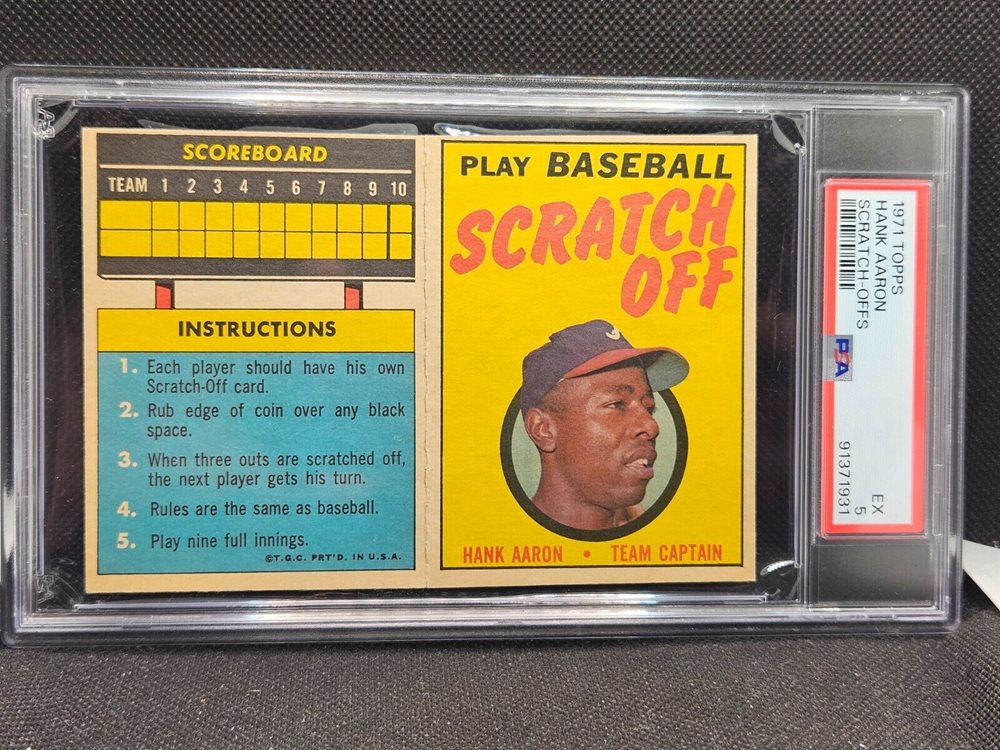 SCOREBOARD
TEAM 1 2 3 4 5 6 7 8 9 10
INSTRUCTIONS
1. Each player should have his own
Scratch-Off card.
2. Rub edge of coin over any black
space.
3. When three outs are scratched off,
the next player gets his turn.
4. Rules are the same as baseball.
5. Play nine full innings.
©T.G.C. PRT'D. IN U.S.A.
PLAY BASEBALL
SCRATCH
OFF
HANK AARON • TEAM CAPTAIN
1971 TOPPS
HANK AARON
SCRATCH-OFFS
PSA
EX
5
91371931